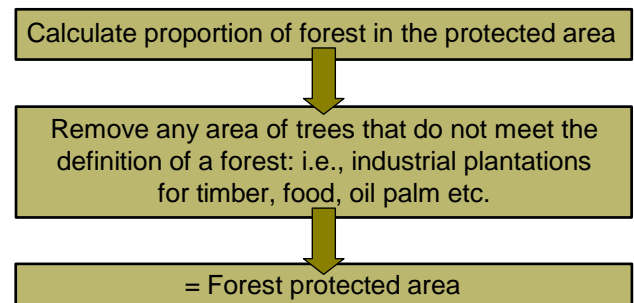 Calculate proportion of forest in the protected area
Remove any area of trees that do not meet the
definition of a forest: i.e., industrial plantations
for timber, food, oil palm etc.
= Forest protected area